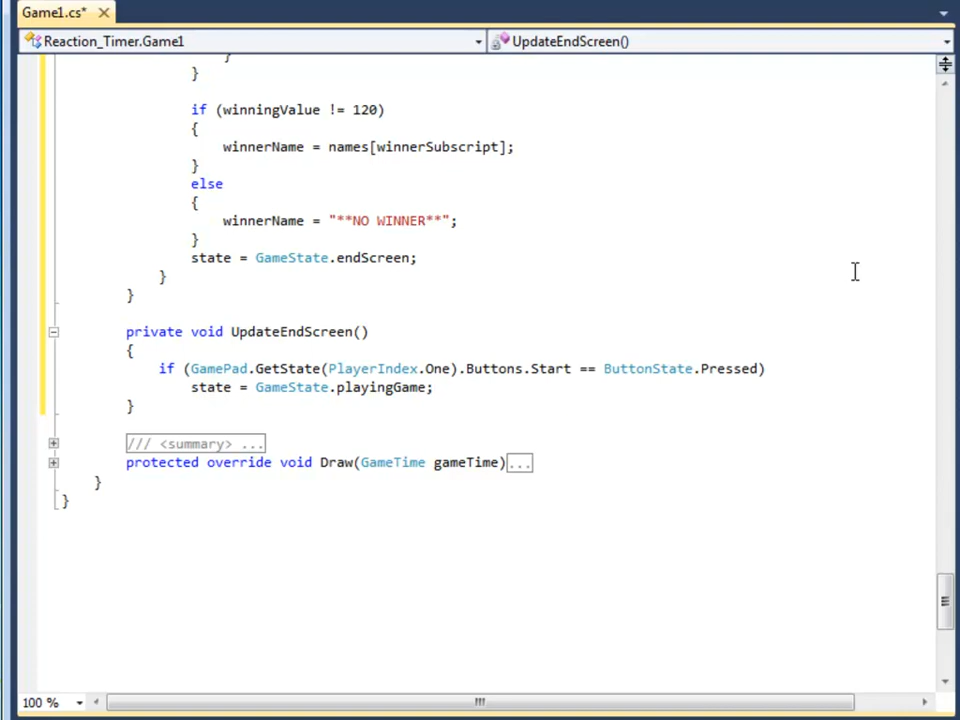 Game1.cs*
Reaction_Timer.Game1
UpdateEndScreen()
}
}
if (winningValue != 120)
{
winnerName = names[winnerSubscript];
}
else
{
winnerName = "**NO WINNER**";
}
state = GameState.endScreen;
}
}
private void UpdateEndScreen()
{
if (GamePad.GetState(PlayerIndex.One).Buttons.Start == ButtonState.Pressed)
state = GameState.playingGame;
}
/// <summary> ...
protected override void Draw(GameTime gameTime)...
}
}
100 %